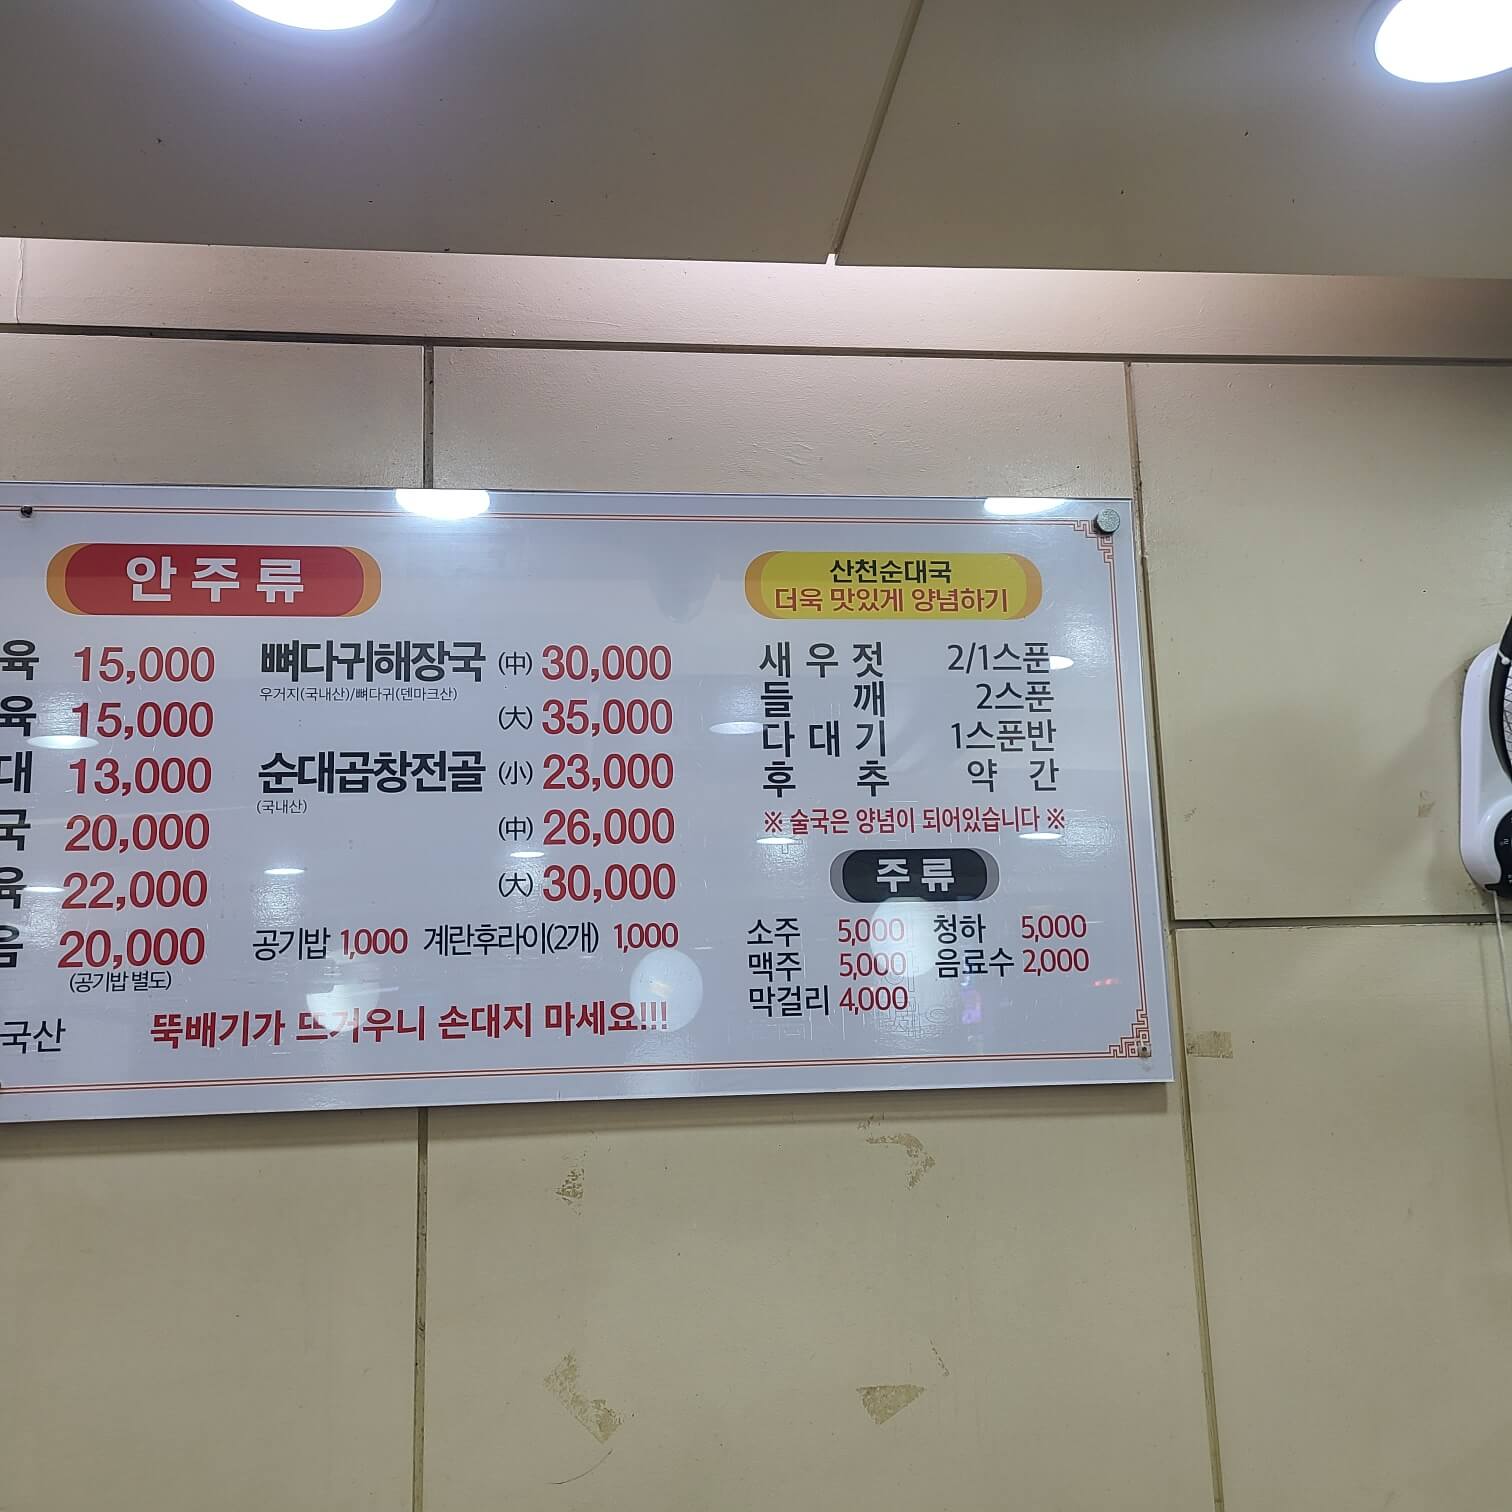 안주류
육 15,000
육 15,000
대 13,000
국 20,000
육 22,000
음 20,000
(공기밥 별도)
뼈다귀해장국 (中) 30,000
우거지(국내산)/뼈다귀(덴마크산)
(大) 35,000
순대곱창전골 (小) 23,000
(국내산)
(中) 26,000
(大) 30,000
공기밥 1,000 계란후라이(2개) 1,000
국산
뚝배기가 뜨거우니 손대지 마세요!!!
산천순대국
더욱 맛있게 양념하기
새우젓 2/1스푼
들깨 2스푼
다대기 1스푼반
후추 약간
※ 술국은 양념이 되어있습니다 ※
주류
소주 5,000 청하 5,000
맥주 5,000 음료수 2,000
막걸리 4,000